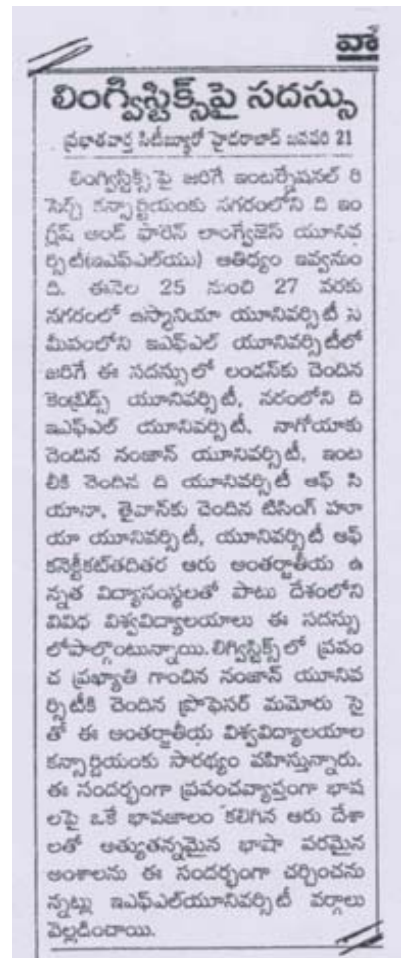 వా
లింగ్విస్టిక్స్‌పై సదస్సు
ప్రభాతవార్త సిటీబ్యూరో హైదరాబాద్ జనవరి 21
లింగ్విస్టిక్స్‌పై జరిగే ఇంటర్నేషనల్ రి
సెర్చ్ కన్సార్టియంకు నగరంలోని ది ఇం
గ్లీష్ అండ్ ఫారెన్ లాంగ్వేజెస్ యూనివ
ర్సిటీ(ఇఎఫ్ఎల్‌యు) ఆతిథ్యం ఇవ్వనుం
ది. ఈనెల 25 నుంచి 27 వరకు
నగరంలో ఉస్మానియా యూనివర్సిటీ స
మీపంలోని ఇఎఫ్ఎల్ యూనివర్సిటీలో
జరిగే ఈ సదస్సులో లండన్‌కు చెందిన
కెంబ్రిడ్స్ యూనివర్సిటీ, నరంలోని ది
ఇఎఫ్ఎల్ యూనివర్సిటీ, నాగోయాకు
చెందిన నంజాన్ యూనివర్సిటీ, ఇంట
లీకి చెందిన ది యూనివర్సిటీ ఆఫ్ సి
యానా, తైవాన్‌కు చెందిన టిసింగ్ హూ
యా యూనివర్సిటీ, యూనివర్సిటీ ఆఫ్
కనెక్టీకట్‌తదితర ఆరు అంతర్జాతీయ ఉ
న్నత విద్యాసంస్థలతో పాటు దేశంలోని
వివిధ విశ్వవిద్యాలయాలు ఈ సదస్సు
లోపాల్గొంటున్నాయి.లిగ్విస్టిక్స్‌లో ప్రపం
చ ప్రఖ్యాతి గాంచిన నంజాన్ యూనివ
ర్సిటీకి చెందిన ప్రొఫెసర్ మమోరు సై
తో ఈ అంతర్జాతీయ విశ్వవిద్యాలయాల
కన్సార్టియంకు సారథ్యం వహిస్తున్నారు.
ఈ సందర్భంగా ప్రపంచవ్యాప్తంగా భాష
లపై ఒకే భావజాలం కలిగిన ఆరు దేశా
లతో అత్యుతన్నమైన భాషా పరమైన
అంశాలను ఈ సందర్భంగా చర్చించను
న్నట్లు ఇఎఫ్ఎల్‌యూనివర్సిటీ వర్గాలు
వెల్లడించాయి.